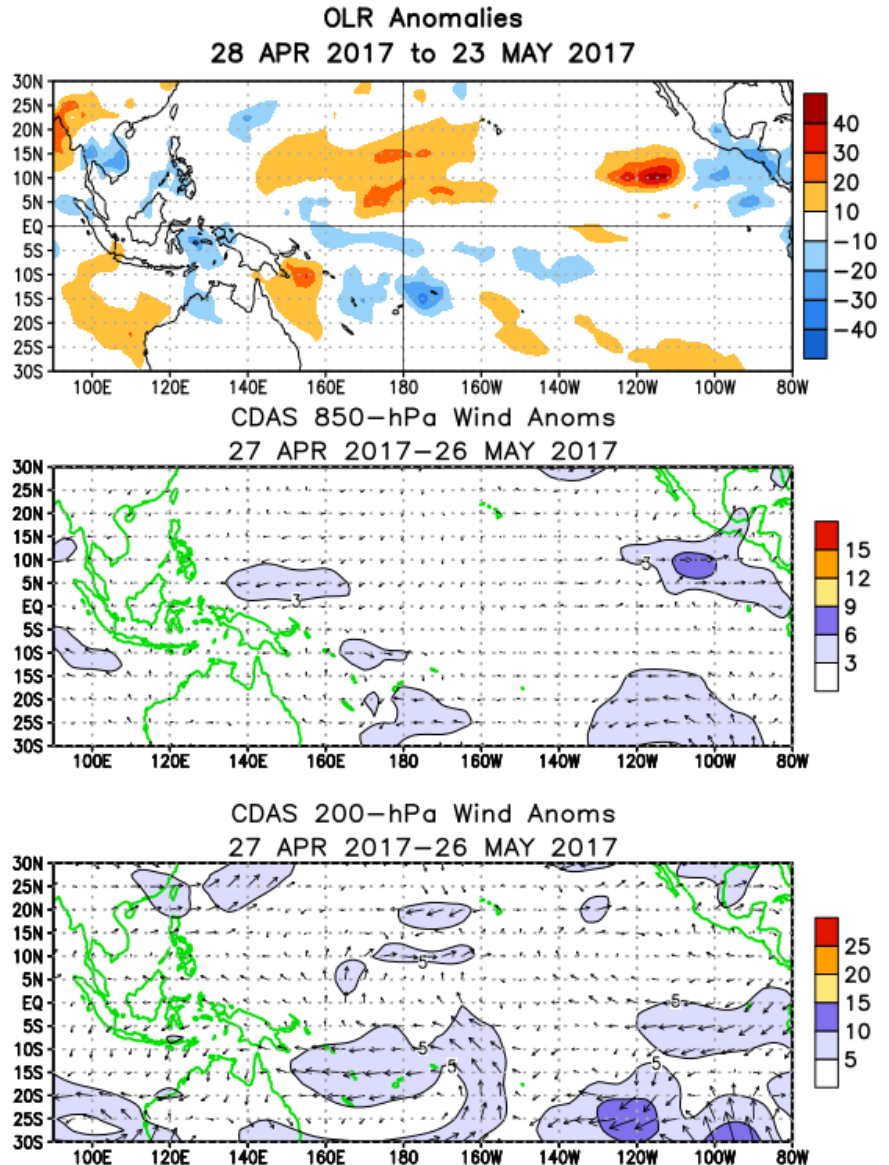 OLR Anomalies
28 APR 2017 to 23 MAY 2017
30N
25N
20N
15N
10N
5N
EQ
5S
10S
15S
20S
25S
30S
100E 120E 140E 160E 180 160W 140W 120W 100W 80W
40
30
20
10
−10
−20
−30
−40
CDAS 850−hPa Wind Anoms
27 APR 2017−26 MAY 2017
30N
25N
20N
15N
10N
5N
EQ
5S
10S
15S
20S
25S
30S
3
3
100E 120E 140E 160E 180 160W 140W 120W 100W 80W
15
12
9
6
3
CDAS 200−hPa Wind Anoms
27 APR 2017−26 MAY 2017
30N
25N
20N
15N
10N
5N
EQ
5S
10S
15S
20S
25S
30S
5
5
5
5
5
100E 120E 140E 160E 180 160W 140W 120W 100W 80W
25
20
15
10
5